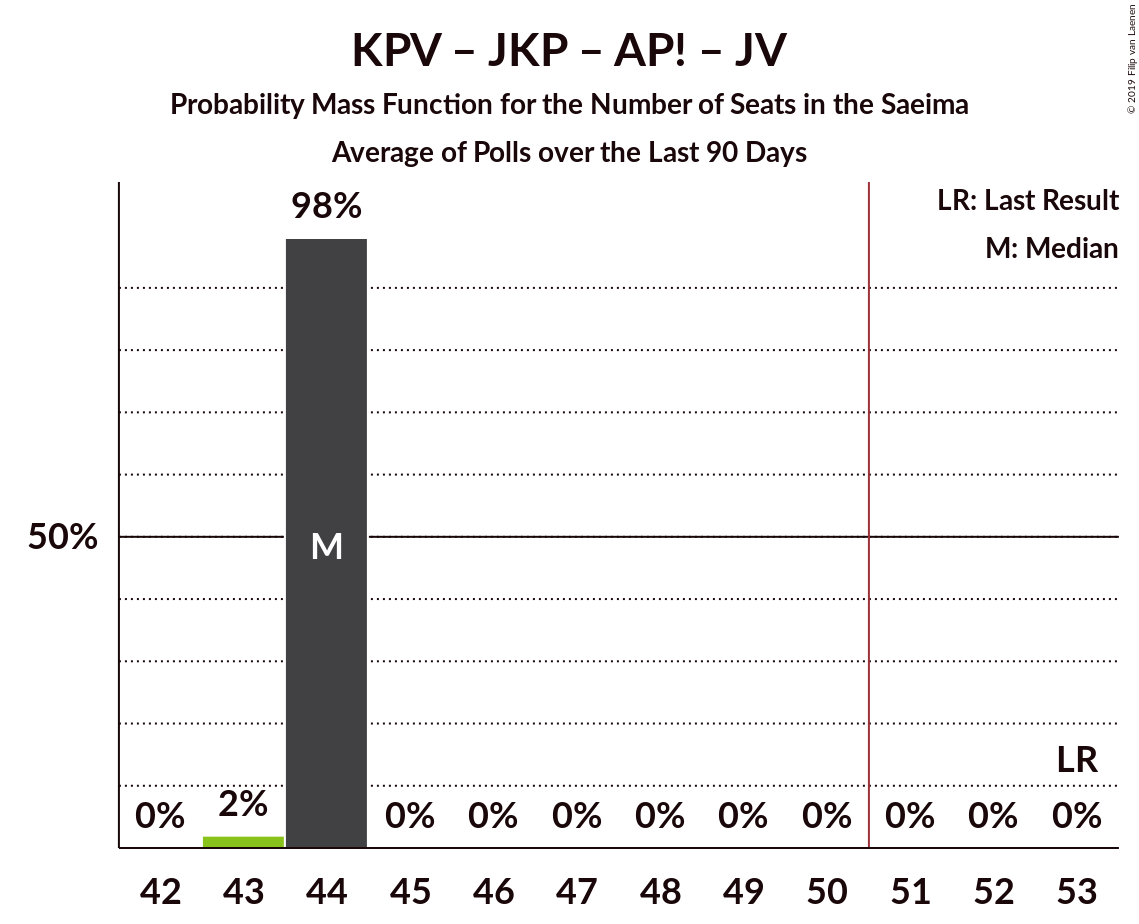 KPV – JKP – AP! – JV
Probability Mass Function for the Number of Seats in the Saeima
Average of Polls over the Last 90 Days
© 2019 Filip van Laenen
98%
LR: Last Result
M: Median
50%
M
LR
0% 2% 0% 0% 0% 0% 0% 0% 0% 0% 0%
42 43 44 45 46 47 48 49 50 51 52 53